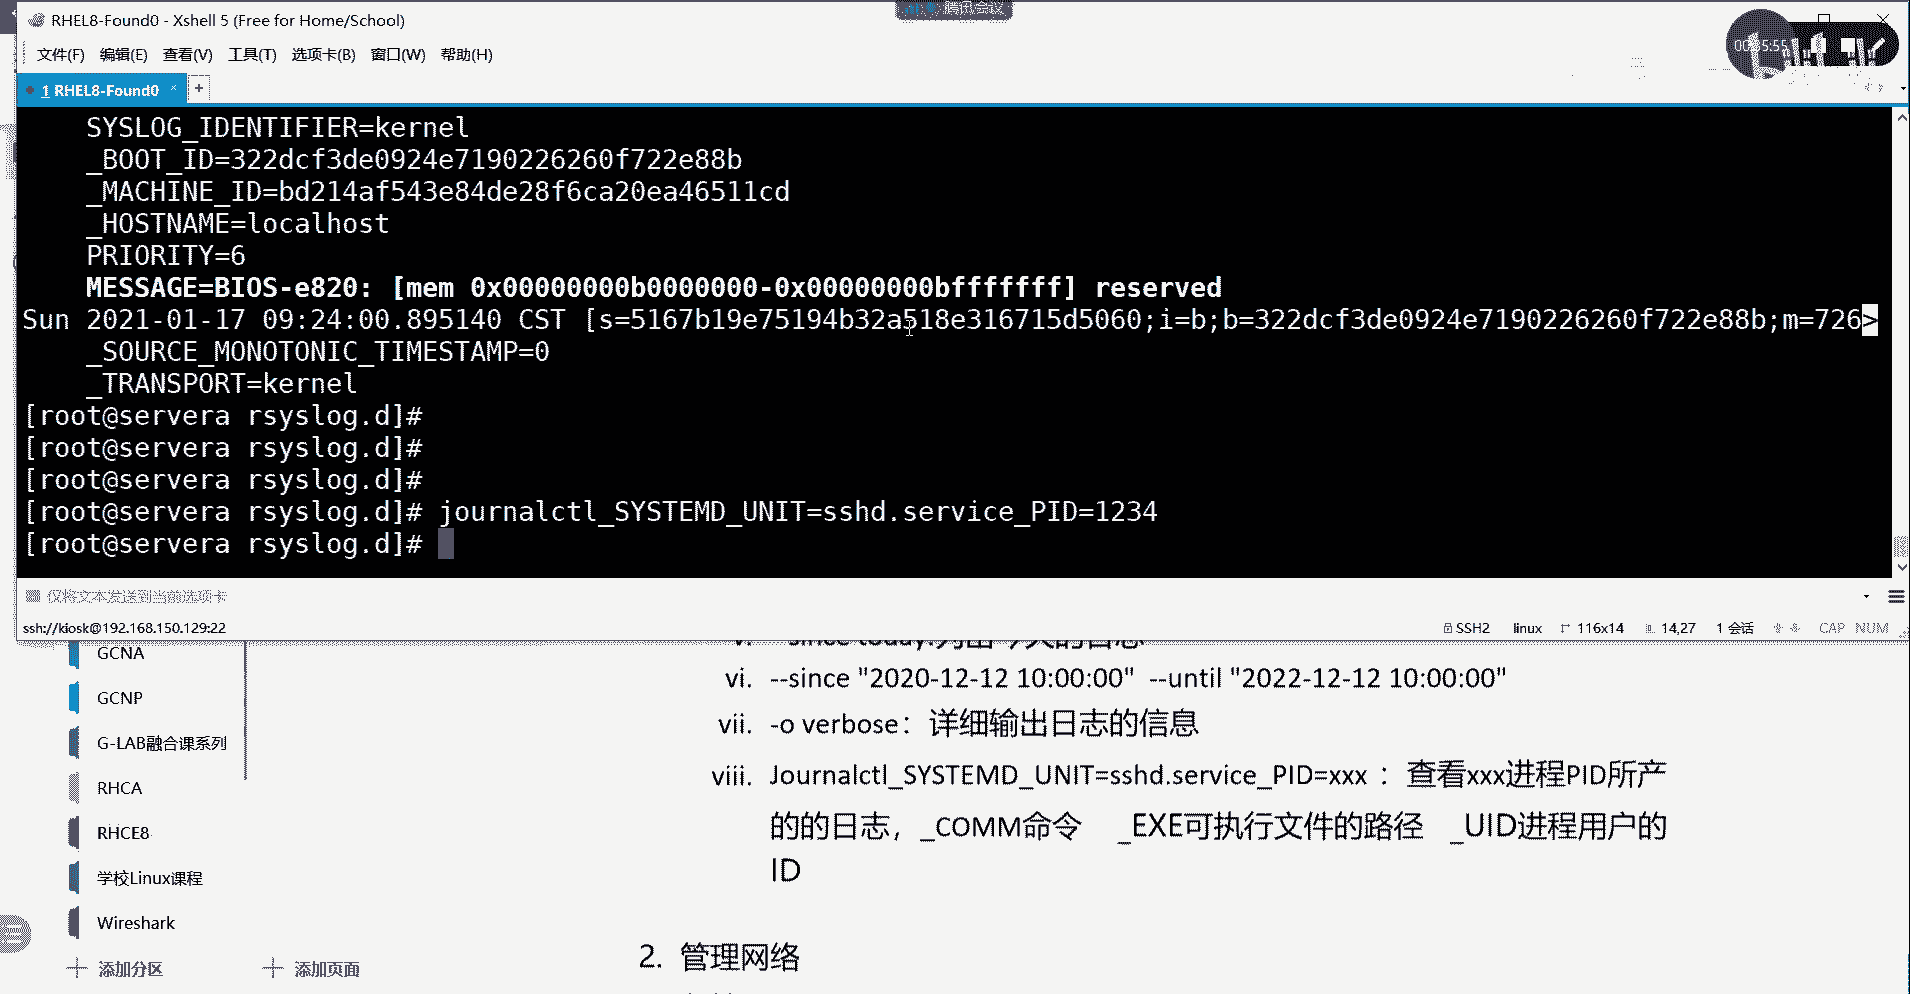 RHEL8-Found0 - Xshell 5 (Free for Home/School)
腾讯会议
文件(F) 编辑(E) 查看(V) 工具(T) 选项卡(B) 窗口(W) 帮助(H)
1 RHEL8-Found0
SYSLOG_IDENTIFIER=kernel
_BOOT_ID=322dcf3de0924e7190226260f722e88b
_MACHINE_ID=bd214af543e84de28f6ca20ea46511cd
_HOSTNAME=localhost
PRIORITY=6
MESSAGE=BIOS-e820: [mem 0x00000000b0000000-0x00000000bfffffff] reserved
Sun 2021-01-17 09:24:00.895140 CST [s=5167b19e75194b32a518e316715d5060;i=b;b=322dcf3de0924e7190226260f722e88b;m=726>
_SOURCE_MONOTONIC_TIMESTAMP=0
_TRANSPORT=kernel
[root@servera rsyslog.d]#
[root@servera rsyslog.d]#
[root@servera rsyslog.d]#
[root@servera rsyslog.d]# journalctl_SYSTEMD_UNIT=sshd.service_PID=1234
[root@servera rsyslog.d]#
仅将文本发送到当前选项卡
ssh://kiosk@192.168.150.129:22 SSH2 linux 116x14 14,27 1 会话 CAP NUM
GCNA
GCNP
G-LAB融合课系列
RHCA
RHCE8
学校Linux课程
Wireshark
添加分区 添加页面
vi. --since "2020-12-12 10:00:00" --until "2022-12-12 10:00:00"
vii. -o verbose：详细输出日志的信息
viii. Journalctl_SYSTEMD_UNIT=sshd.service_PID=xxx ：查看xxx进程PID所产
的的日志，_COMM命令 _EXE可执行文件的路径 _UID进程用户的
ID
2. 管理网络